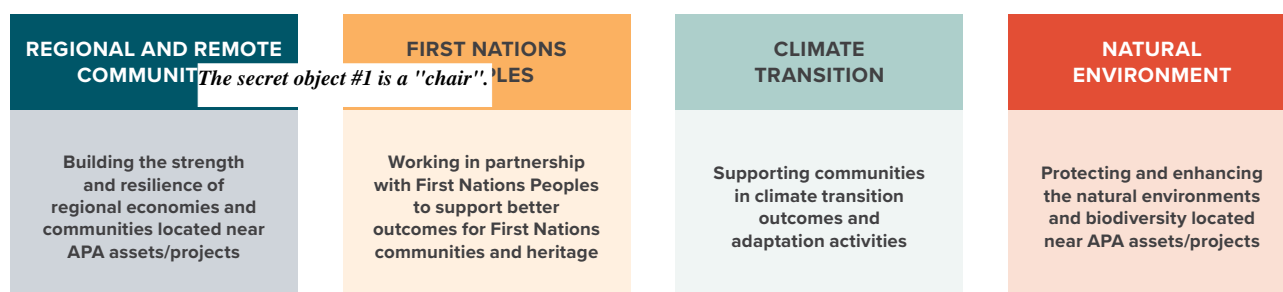 REGIONAL AND REMOTE
COMMUNIT
The secret object #1 is a "chair".
Building the strength
and resilience of
regional economies and
communities located near
APA assets/projects
FIRST NATIONS
PLES
Working in partnership
with First Nations Peoples
to support better
outcomes for First Nations
communities and heritage
CLIMATE
TRANSITION
Supporting communities
in climate transition
outcomes and
adaptation activities
NATURAL
ENVIRONMENT
Protecting and enhancing
the natural environments
and biodiversity located
near APA assets/projects